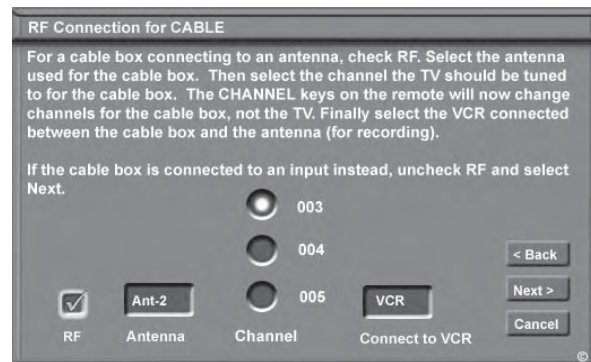 RF Connection for CABLE
For a cable box connecting to an antenna, check RF. Select the antenna
used for the cable box. Then select the channel the TV should be tuned
to for the cable box. The CHANNEL keys on the remote will now change
channels for the cable box, not the TV. Finally select the VCR connected
between the cable box and the antenna (for recording).
If the cable box is connected to an input instead, uncheck RF and select
Next.
003
004
< Back
Ant-2
005
VCR
Next >
RF
Antenna
Channel
Connect to VCR
Cancel
©